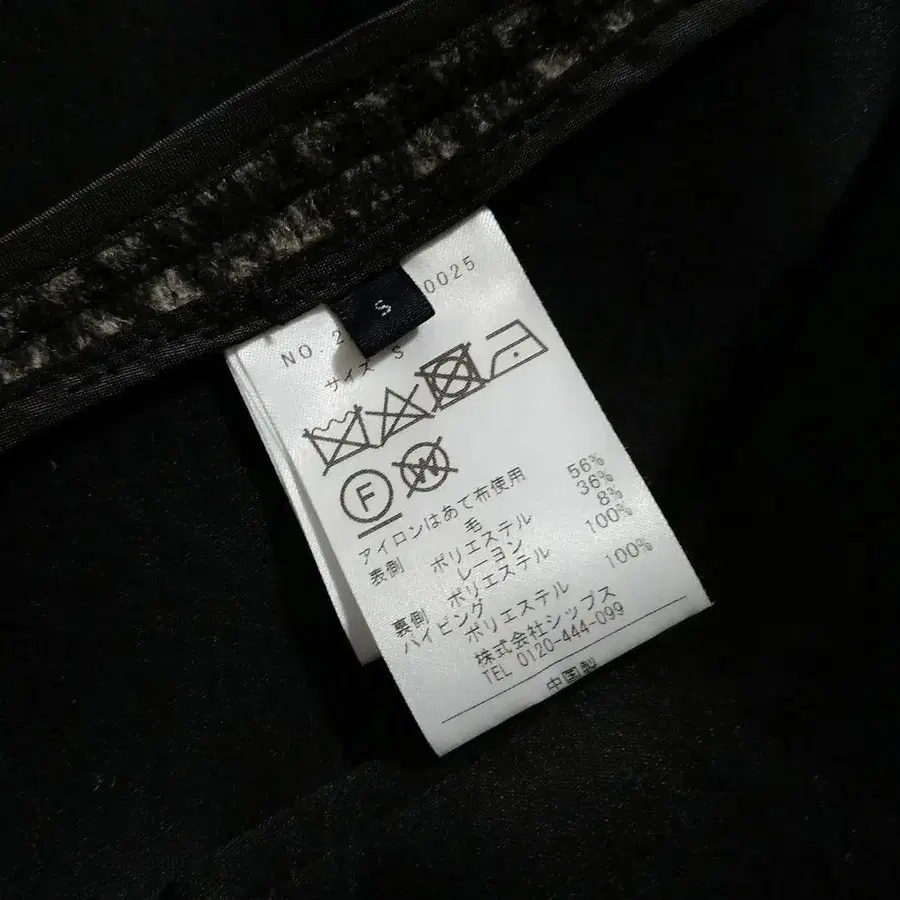 S
NO. 2 0025
サイズ S
F W
アイロンはあて布使用
表側 毛 56%
ポリエステル 36%
レーヨン 8%
裏側 ポリエステル 100%
パイピング
ポリエステル 100%
株式会社シップス
TEL 0120-444-099
中国製